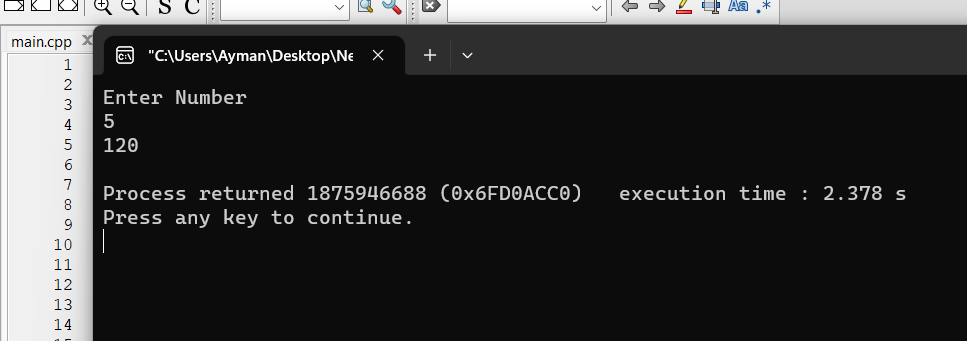 S C
Aa .*
main.cpp
"C:\Users\Ayman\Desktop\Ne
1
2
3
4
5
6
7
8
9
10
11
12
13
14
Enter Number
5
120
Process returned 1875946688 (0x6FD0ACC0)   execution time : 2.378 s
Press any key to continue.